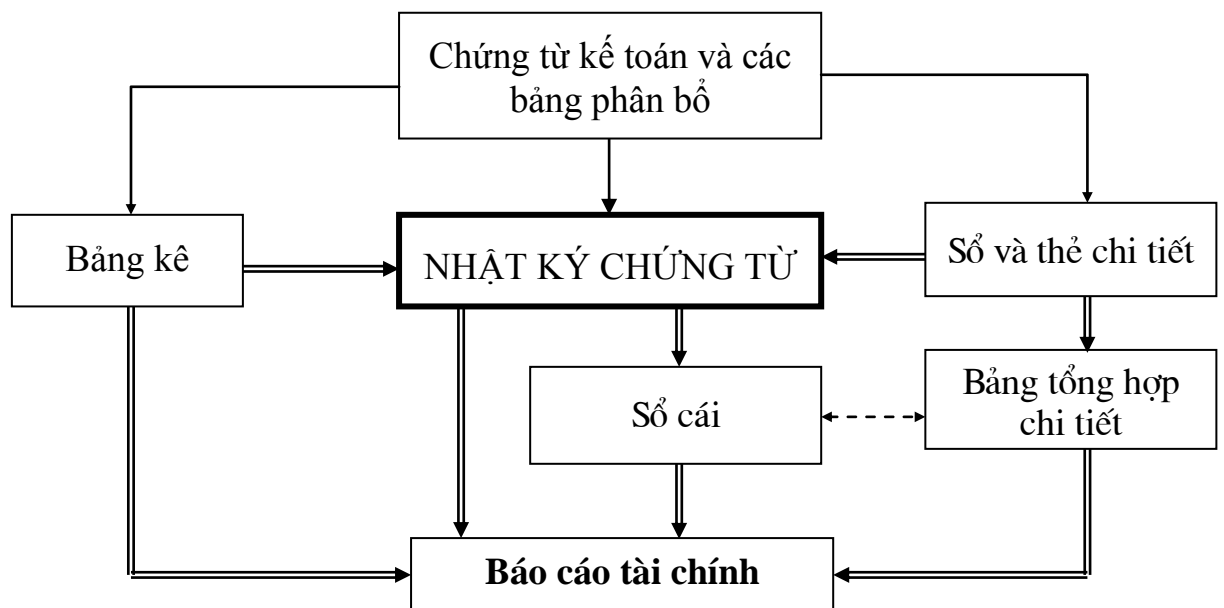 Chứng từ kế toán và các
bảng phân bổ
Bảng kê
NHẬT KÝ CHỨNG TỪ
Sổ và thẻ chi tiết
Sổ cái
Bảng tổng hợp
chi tiết
Báo cáo tài chính